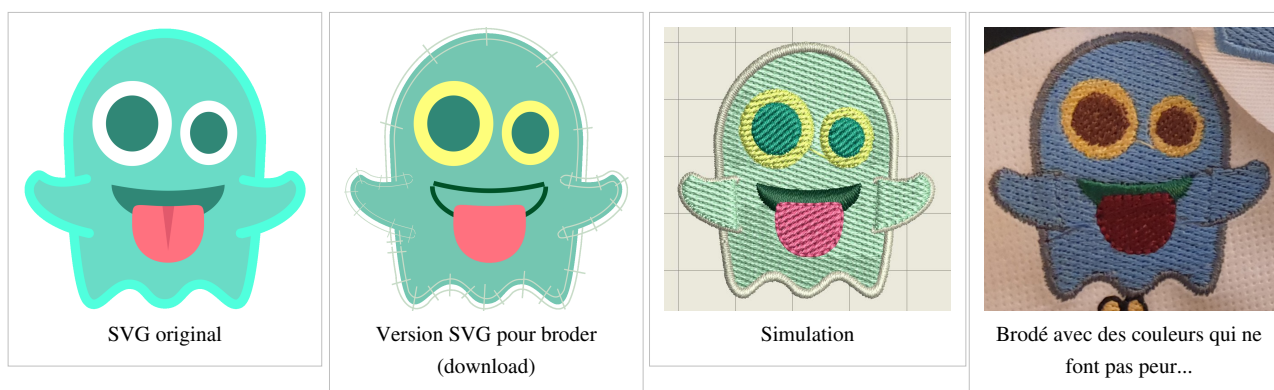 SVG original
Version SVG pour broder
(download)
Simulation
Brodé avec des couleurs qui ne
font pas peur...